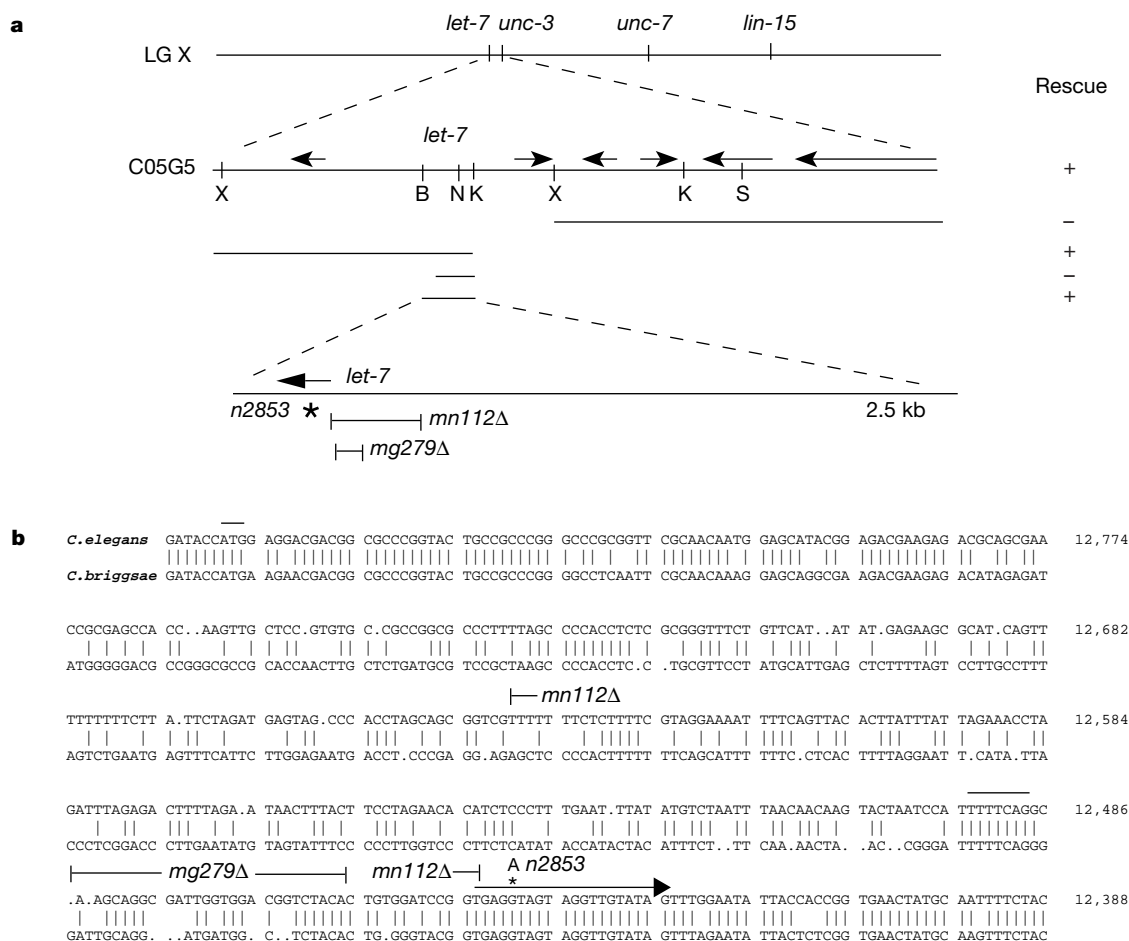 a
let-7 unc-3 unc-7 lin-15
LG X
Rescue
let-7
C05G5 +
X B N K X K S
–
+
–
+
let-7
n2853 * 2.5 kb
mn112Δ
mg279Δ
b
C.elegans GATACCATGG AGGACGACGG CGCCCGGTAC TGCCGCCCGG GCCCGCGGTT CGCAACAATG GAGCATACGG AGACGAAGAG ACGCAGCGAA 12,774
C.briggsae GATACCATGA AGAACGACGG CGCCCGGTAC TGCCGCCCGG GCCTCAATT CGCAACAAAG GAGCAGGCGA AGACGAAGAG ACATAGAGAT
CCGCGAGCCA CC..AAGTTG CTCC.GTGTGC C.CGCCGGCG CCCTTTTAGC CCCACCTCTC GCGGGTTTCT GTTCAT..AT AT.GAGAAGC GCAT.CAGTT 12,682
ATGGGGGACG CCGGGCGCCG CACCAACTTG CTCTGATGCG TCCGCTAAGC CCCACCTC.C .TGCGTTCCT ATGCATTGAG CTCTTTTAGT CCTTGCCTTT
mn112Δ
TTTTTTTCTT A.TTCTAGAT GAGTAG.CCC ACCTAGCAGC GGTCGTTTTT TTCTCTTTTCG GTAGGAAAAT TTTCAGTTAC ACTTATTTAT TAGAAACCTA 12,584
AGTCTGAATG AGTTTCATTC TTGGAGAATG ACCT.CCCGA GG.AGAGCTC CCCACTTTTT TTCAGCATTT TTTC.CTCAC TTTTAGGAAT T.CATA.TTA
GATTTAGAGA CTTTTAGA.A TAACTTTACT TCCTAGAACA CATCTCCCTT TGAAT.TTAT ATGTCTAATT TAACAACAAG TACTAATCCA TTTTTCAGGC 12,486
CCCTCGGACC CTTGAATATG TAGTATTTCC CCCTTGGTCC CTTCTCATAT ATCCATACTAC ATTTCT..TTC CAA.AACTA. .AC..CGGGA TTTTTCAGGG
mg279Δ mn112Δ A n2853
*
.A.AGCAGGC GATTGGTGGA CGGTCTACAC TGTGGATCCG GTGAGGTAGT AGGTTGTATA GTTTGGAATA TTACCACCGG TGAACTATGC AATTTTCTAC 12,388
GATTGCAGG. ..ATGATGG. C..TCTACAC TG.GGGTACG GTGAGGTAGT AGGTTGTATA GTTTAGAATA TTACTCTCGG TGAACTATGC AAGTTTCTAC